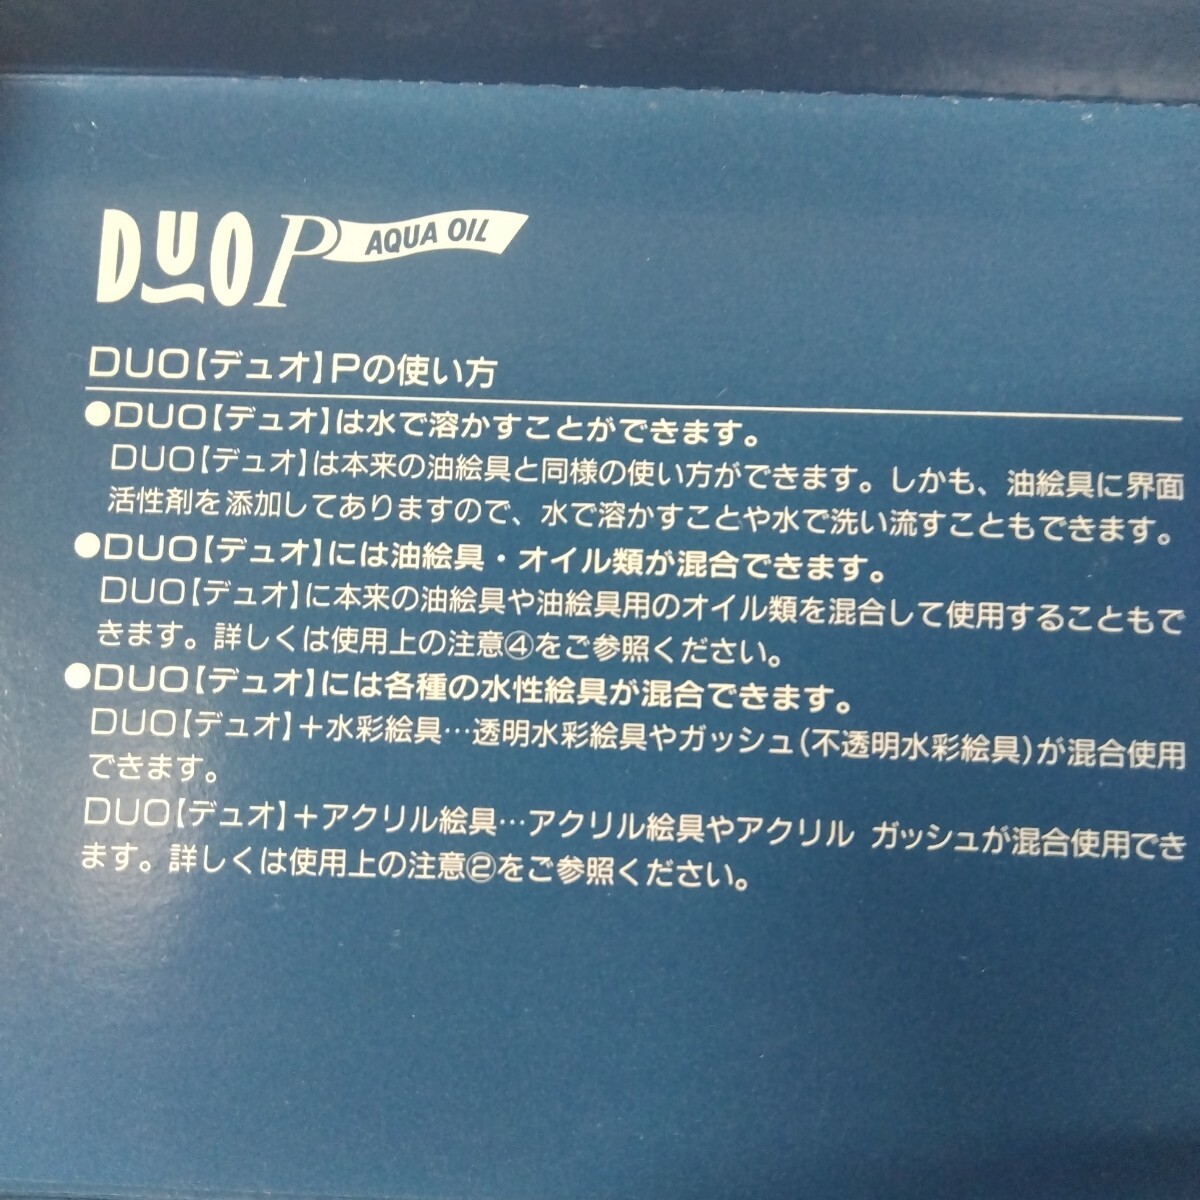 DUO P AQUA OIL
DUO【デュオ】Pの使い方
●DUO【デュオ】は水で溶かすことができます。
DUO【デュオ】は本来の油絵具と同様の使い方ができます。しかも、油絵具に界面
活性剤を添加してありますので、水で溶かすことや水で洗い流すこともできます。
●DUO【デュオ】には油絵具・オイル類が混合できます。
DUO【デュオ】に本来の油絵具や油絵具用のオイル類を混合して使用することもで
きます。詳しくは使用上の注意④をご参照ください。
●DUO【デュオ】には各種の水性絵具が混合できます。
DUO【デュオ】+水彩絵具…透明水彩絵具やガッシュ(不透明水彩絵具)が混合使用
できます。
DUO【デュオ】+アクリル絵具…アクリル絵具やアクリル ガッシュが混合使用でき
ます。詳しくは使用上の注意②をご参照ください。